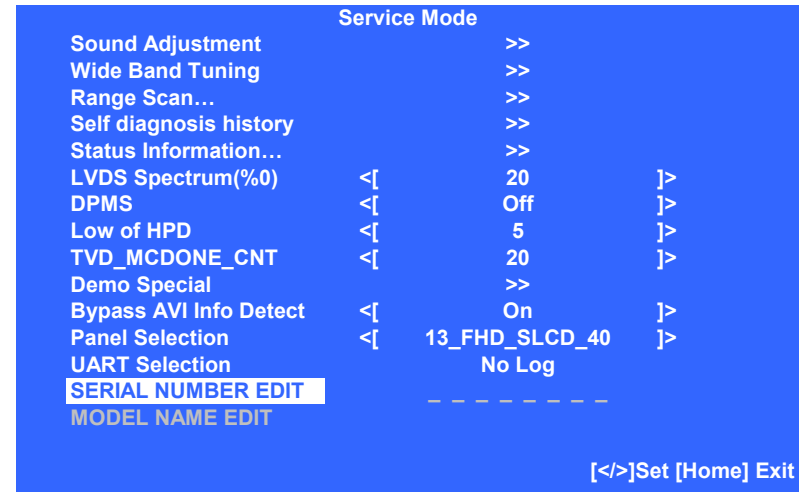 Service Mode
Sound Adjustment >>
Wide Band Tuning >>
Range Scan… >>
Self diagnosis history >>
Status Information… >>
LVDS Spectrum(%0) <[ 20 ]>
DPMS <[ Off ]>
Low of HPD <[ 5 ]>
TVD_MCDONE_CNT <[ 20 ]>
Demo Special >>
Bypass AVI Info Detect <[ On ]>
Panel Selection <[ 13_FHD_SLCD_40 ]>
UART Selection No Log
SERIAL NUMBER EDIT _ _ _ _ _ _ _ _
MODEL NAME EDIT
[</>]Set [Home] Exit